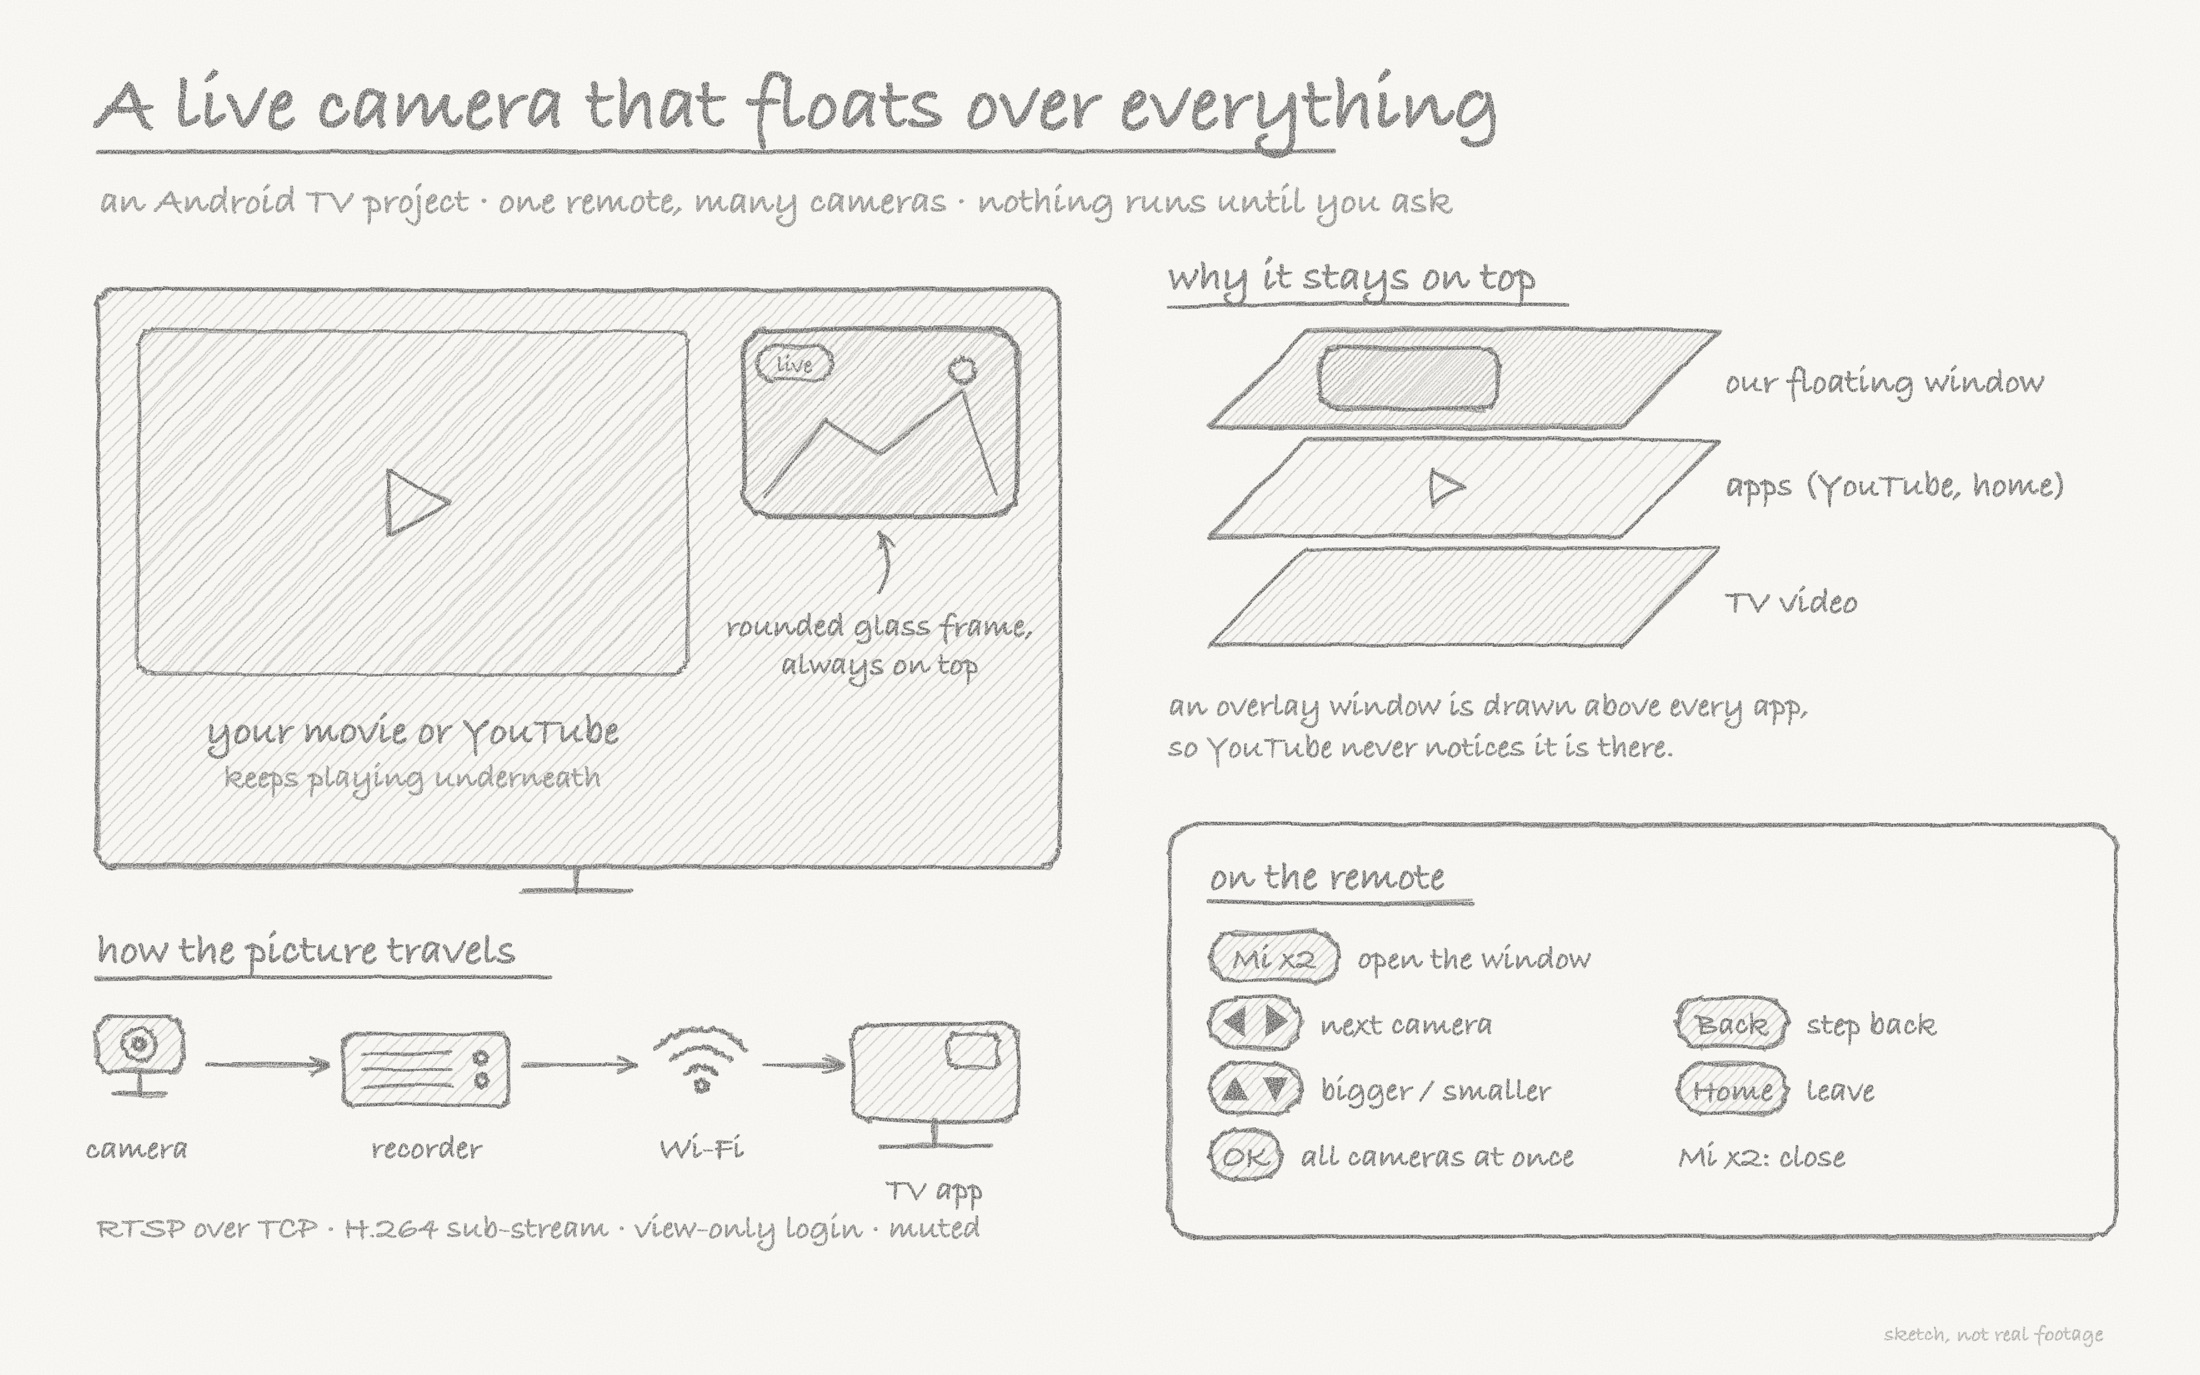 A live camera that floats over everything
an Android TV project · one remote, many cameras · nothing runs until you ask
live
rounded glass frame,
always on top
your movie or YouTube
keeps playing underneath
why it stays on top
our floating window
apps (YouTube, home)
TV video
an overlay window is drawn above every app,
so YouTube never notices it is there.
how the picture travels
camera
recorder
Wi-Fi
TV app
RTSP over TCP · H.264 sub-stream · view-only login · muted
on the remote
Mi x2 open the window
next camera
Back step back
bigger / smaller
Home leave
OK all cameras at once
Mi x2: close
sketch, not real footage